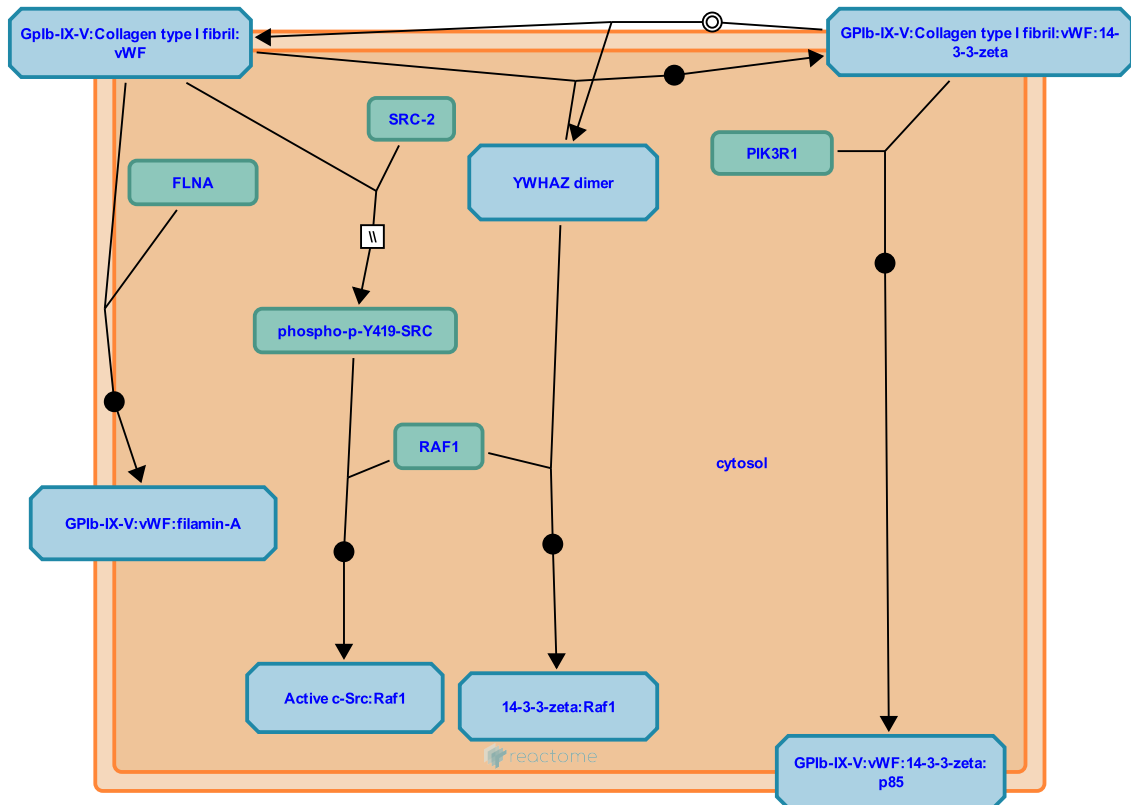 GpIb-IX-V:Collagen type I fibril:
vWF
GPIb-IX-V:Collagen type I fibril:vWF:14-
3-3-zeta
SRC-2
PIK3R1
FLNA
YWHAZ dimer
\\
phospho-p-Y419-SRC
RAF1
cytosol
GPIb-IX-V:vWF:filamin-A
Active c-Src:Raf1
14-3-3-zeta:Raf1
reactome
GPIb-IX-V:vWF:14-3-3-zeta:
p85